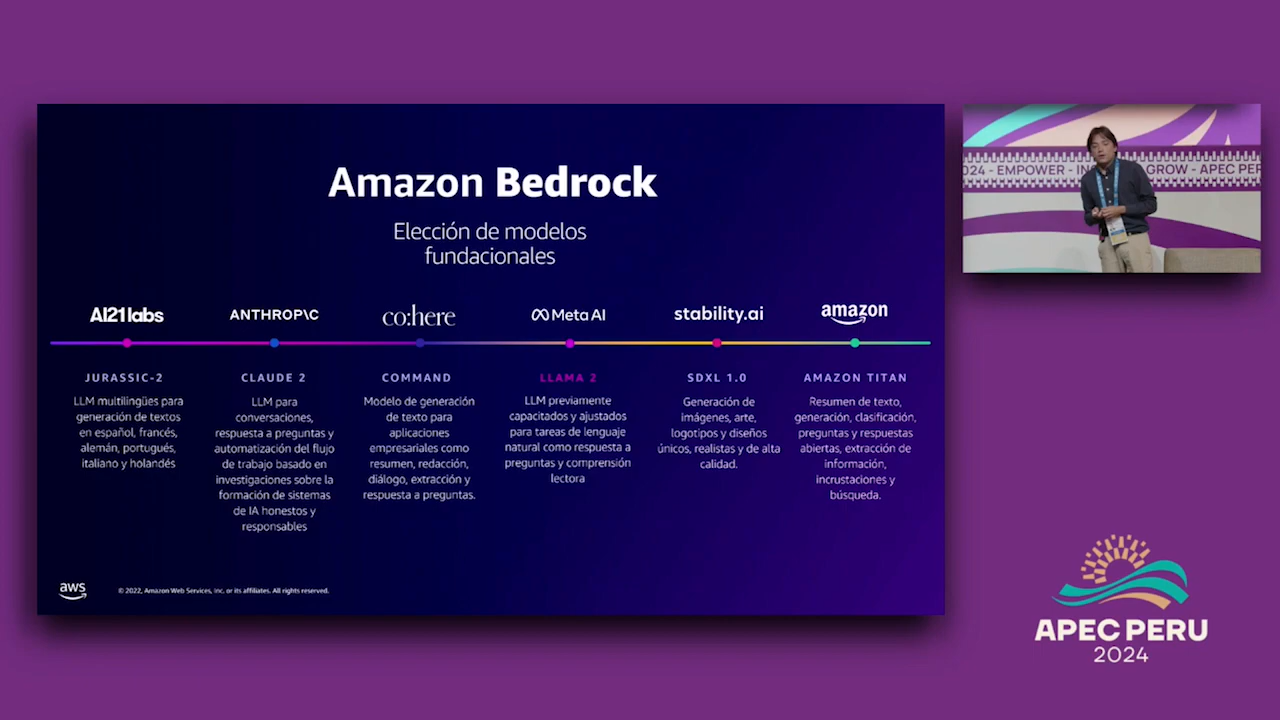 Amazon Bedrock
Elección de modelos
fundacionales
AI21labs
ANTHROP\C
co:here
Meta AI
stability.ai
amazon
JURASSIC-2
CLAUDE 2
COMMAND
LLAMA 2
SDXL 1.0
AMAZON TITAN
LLM multilingües para
generación de textos
en español, francés,
alemán, portugués,
italiano y holandés
LLM para
conversaciones,
respuesta a preguntas y
automatización del flujo
de trabajo basado en
investigaciones sobre la
formación de sistemas
de IA honestos y
responsables
Modelo de generación
de texto para
aplicaciones
empresariales como
resumen, redacción,
diálogo, extracción y
respuesta a preguntas.
LLM previamente
capacitados y ajustados
para tareas de lenguaje
natural como respuesta a
preguntas y comprensión
lectora
Generación de
imágenes, arte,
logotipos y diseños
únicos, realistas y de alta
calidad.
Resumen de texto,
generación, clasificación,
preguntas y respuestas
abiertas, extracción de
información,
incrustaciones y
búsqueda.
aws
© 2022, Amazon Web Services, Inc. or its affiliates. All rights reserved.
024 - EMPOWER - IN GROW - APEC PER
APEC PERU
2024